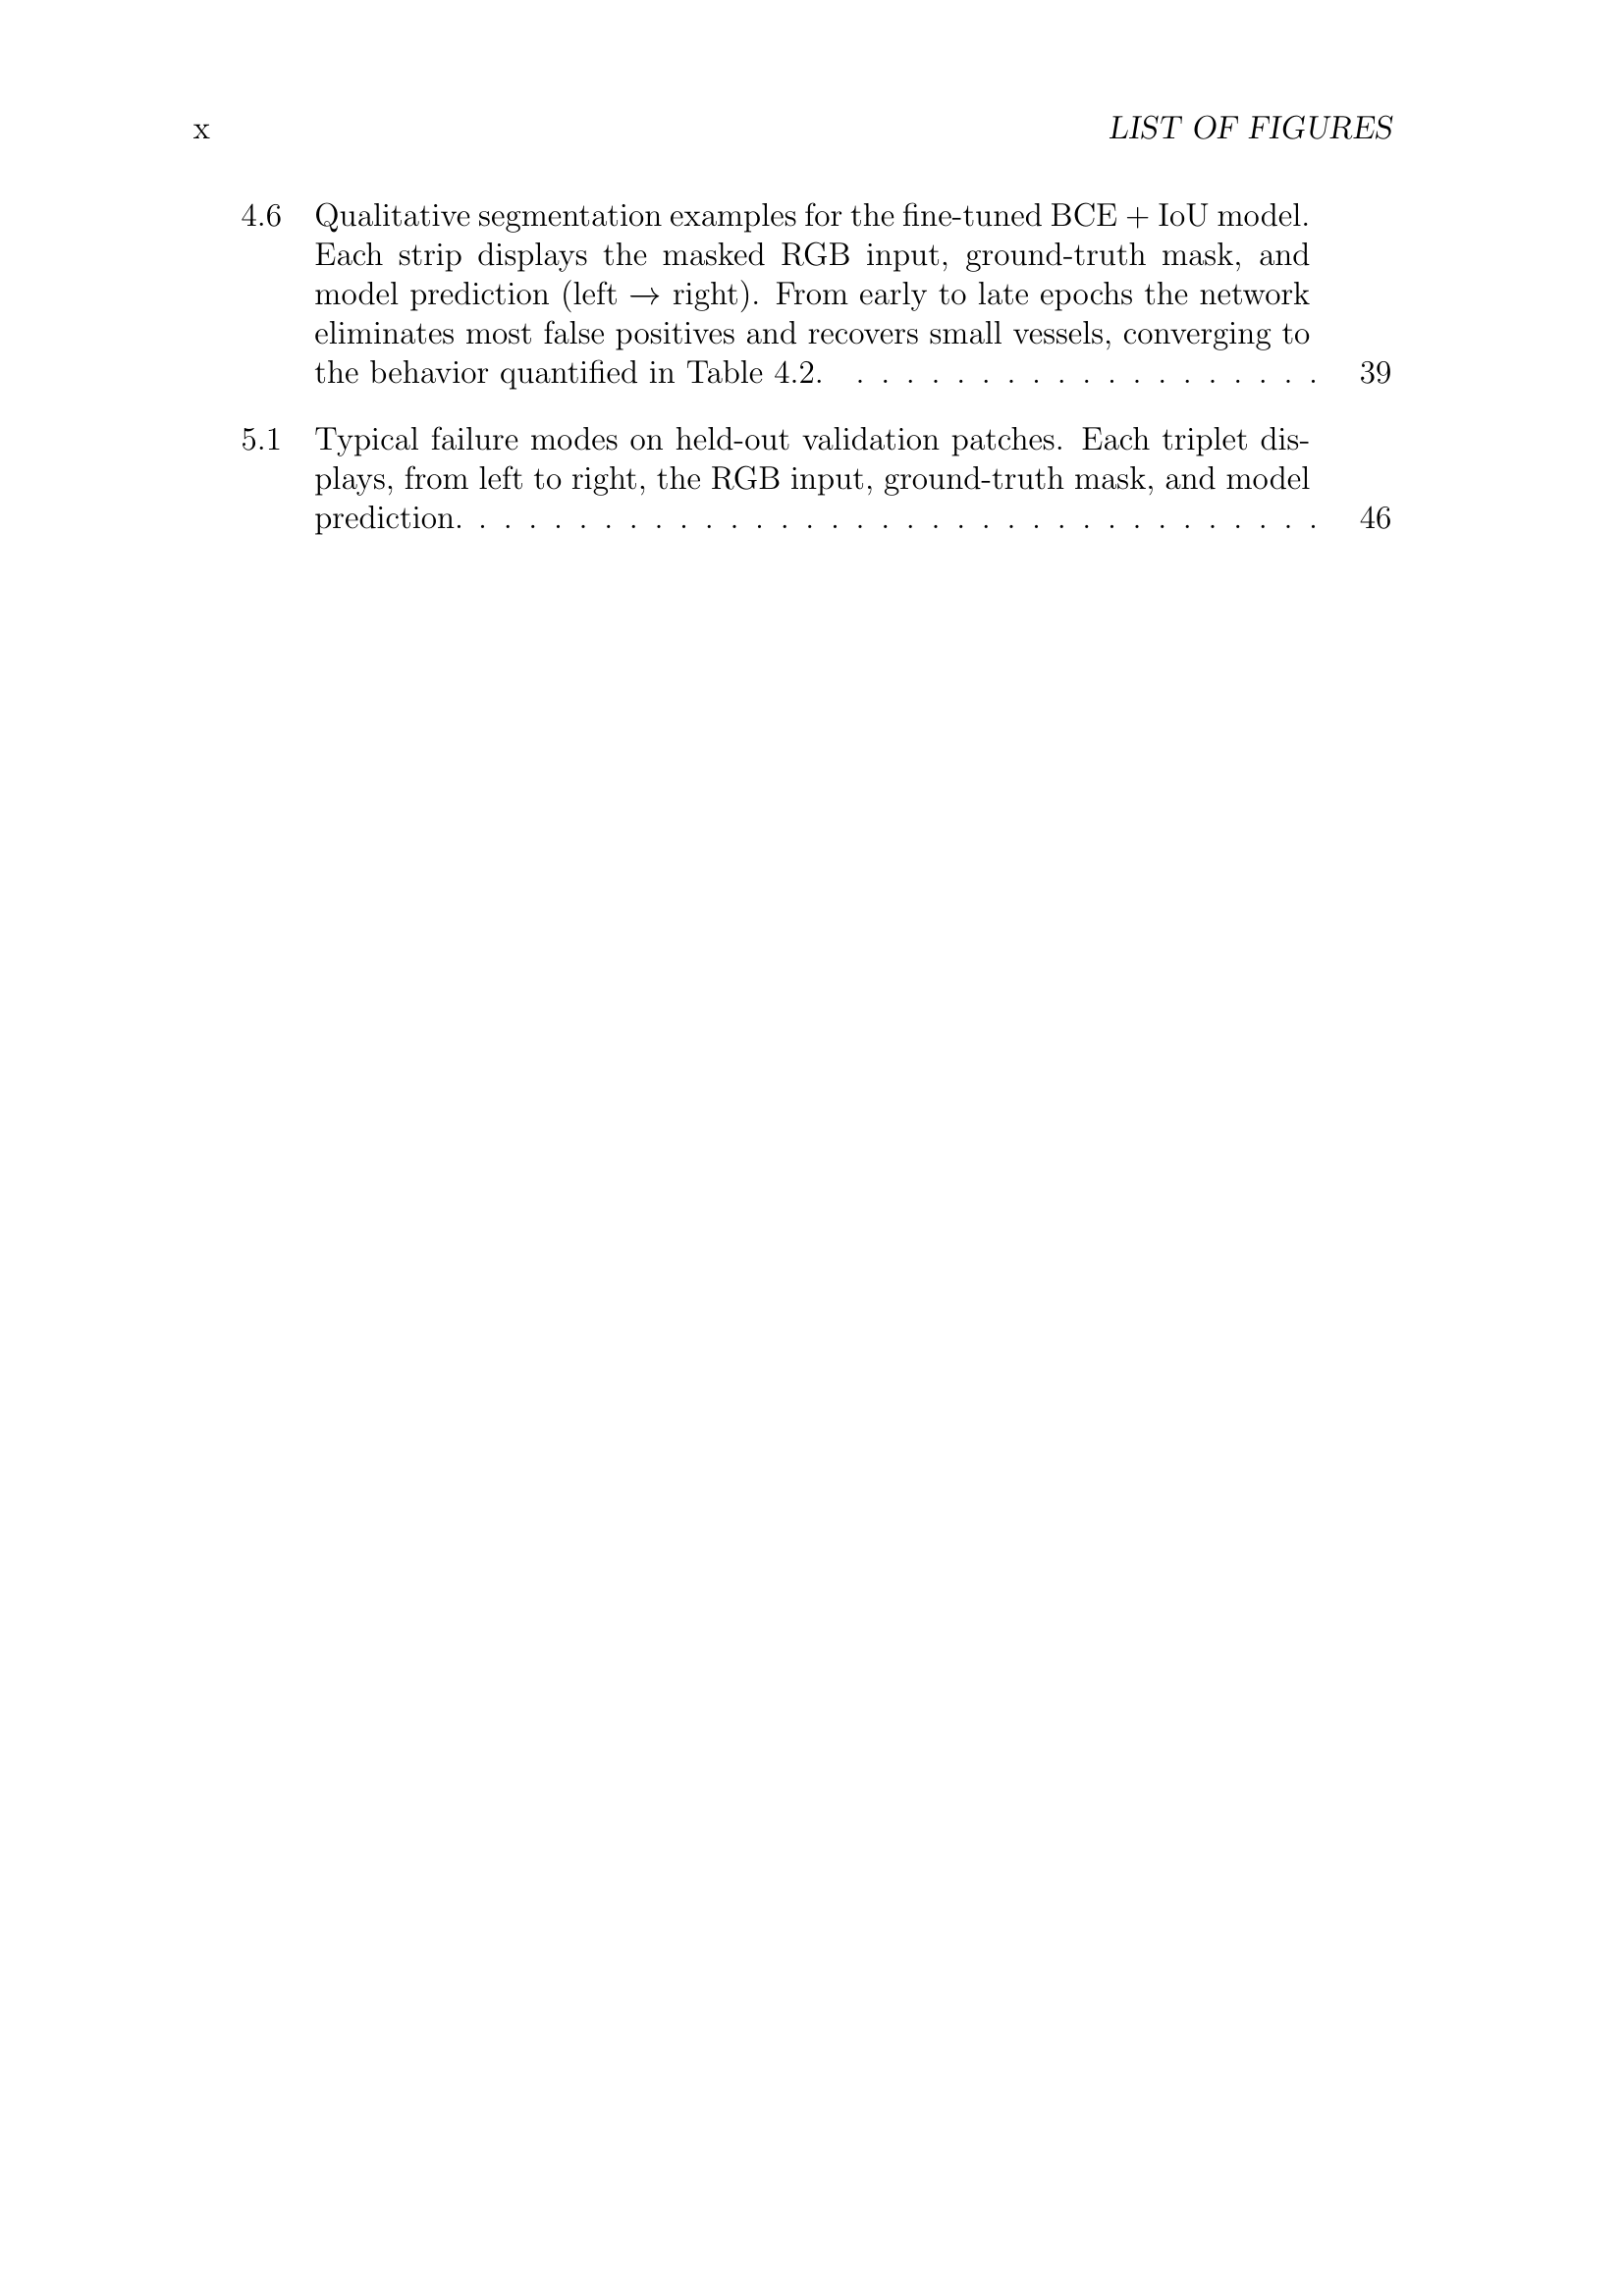 x LIST OF FIGURES
4.6 Qualitative segmentation examples for the fine-tuned BCE + IoU model.
Each strip displays the masked RGB input, ground-truth mask, and
model prediction (left → right). From early to late epochs the network
eliminates most false positives and recovers small vessels, converging to
the behavior quantified in Table 4.2. . . . . . . . . . . . . . . . . . . . 39
5.1 Typical failure modes on held-out validation patches. Each triplet dis-
plays, from left to right, the RGB input, ground-truth mask, and model
prediction. . . . . . . . . . . . . . . . . . . . . . . . . . . . . . . . . . . 46